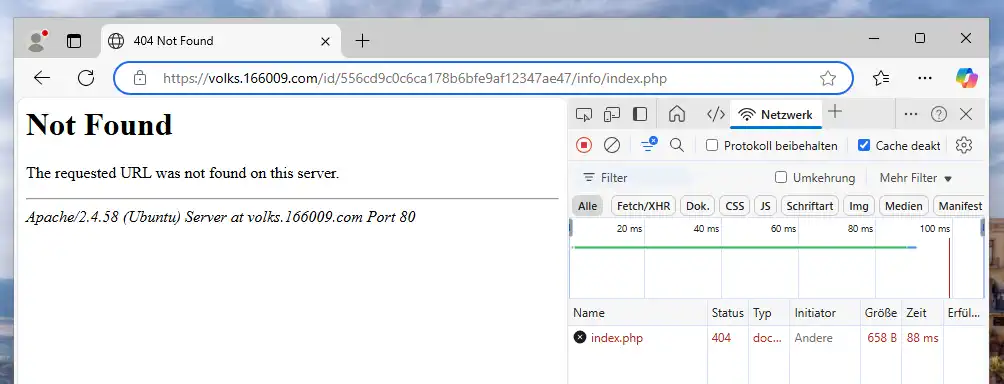 404 Not Found
https://volks.166009.com/id/556cd9c0c6ca178b6bfe9af12347ae47/info/index.php
Not Found
The requested URL was not found on this server.
Apache/2.4.58 (Ubuntu) Server at volks.166009.com Port 80
Netzwerk
Protokoll beibehalten
Cache deakt
Filter
Umkehrung
Mehr Filter
Alle Fetch/XHR Dok. CSS JS Schriftart Img Medien Manifest
20 ms 40 ms 60 ms 80 ms 100 ms
Name Status Typ Initiator Größe Zeit Erfül...
index.php 404 doc... Andere 658 B 88 ms